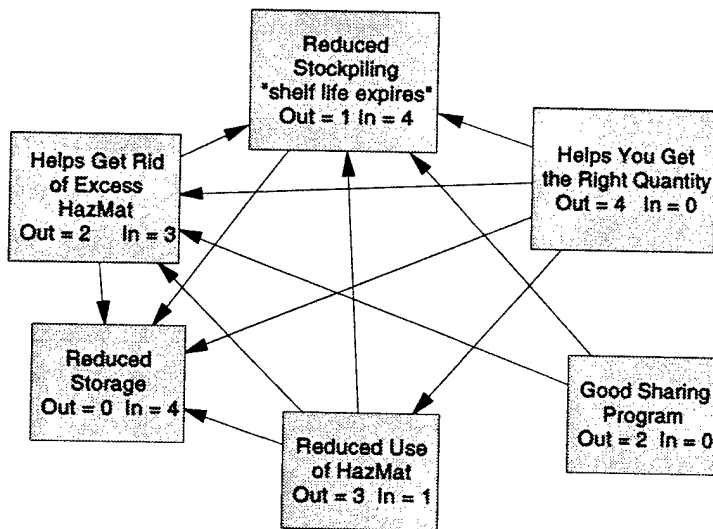 Reduced
Stockpiling
"shelf life expires"
Out = 1 In = 4
Helps Get Rid
of Excess
HazMat
Out = 2 In = 3
Helps You Get
the Right Quantity
Out = 4 In = 0
Reduced
Storage
Out = 0 In = 4
Good Sharing
Program
Out = 2 In = 0
Reduced Use
of HazMat
Out = 3 In = 1